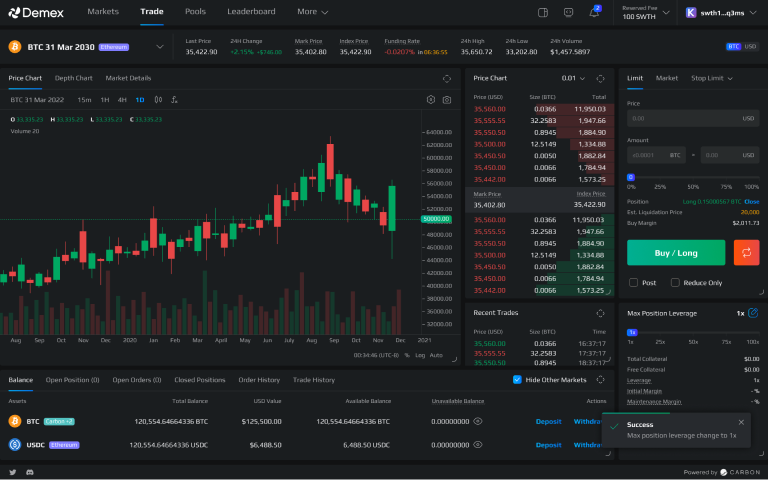 Demex Markets Trade Pools Leaderboard More 2 Reserved Fee 100 SWTH swth1...q3ms
BTC 31 Mar 2030 Ethereum
Last Price 35,422.90
24H Change +2.15% ~$146.08
Mark Price 35,402.80
Index Price 35,422.90
Funding Rate -0.0207% in 06:36:55
24H High 35,650.72
24H Low 33,202.80
24h Volume $1,457.5897
BTC USD
Price Chart Depth Chart Market Details
BTC 31 Mar 2022 15m 1H 4H 1D
O 33,335.23 H 33,335.23 L 33,335.23 C 33,335.23
Volume 20
64000.00
60000.00
58000.00
56000.00
54000.00
52000.00
50000.00
48000.00
46000.00
44000.00
42000.00
40000.00
38000.00
36000.00
34000.00
32000.00
Aug Sep Oct Nov Dec 2020 Mar Apr May Jun July Aug Sep Oct Nov Dec 2021
00:34:46 (UTC-8) % Log Auto
Price Chart 0.01
Price (USD) Size (BTC) Total
35,560.00 0.0366 11,950.03
35,555.55 32.2583 1,947.66
35,550.50 0.8945 1,884.90
35,500.00 12.5149 1,334.88
35,450.50 0.0050 1,882.84
35,450.00 0.0066 1,784.94
35,442.00 0.0066 1,573.25
Mark Price Index Price
35,402.80 35,422.90
35,560.00 0.0366 11,950.03
35,555.55 32.2583 1,947.66
35,550.50 0.8945 1,884.90
35,500.00 12.5149 1,334.88
35,450.50 0.0050 1,882.84
35,450.00 0.0066 1,784.94
35,442.00 0.0066 1,573.25
Recent Trades
Price (USD) Size (BTC) Time
35,560.00 0.0366 16:37:17
35,555.55 32.2583 17:37:17
35,550.50 0.8945 18:37:17
Limit Market Stop Limit
Price
0.00 USD
Amount
≥0.0001 BTC ≈ 0.00 USD
0
0% 25% 50% 75% 100%
Position Long 0.15000567 BTC Close
Est. Liquidation Price 20,000
Buy Margin $2,011.73
Buy / Long
Post Reduce Only
Max Position Leverage 1x
1x
1x 25x 50x 75x 100x
Total Collateral $0.00
Free Collateral $0.00
Leverage 1x
Initial Margin - %
Maintenance Margin - %
Balance Open Position (0) Open Orders (0) Closed Positions Order History Trade History Hide Other Markets
Assets Total Balance USD Value Available Balance Unavailable Balance Actions
BTC Carbon +2 120,554.64664336 BTC $125,500.00 120,554.64664336 BTC 0.00000000 Deposit Withdraw
USDC Ethereum 120,554.64664336 USDC $6,488.50 6,488.50 USDC 0.00000000 Deposit Withdra
Success
Max position leverage change to 1x
Powered by CARBON